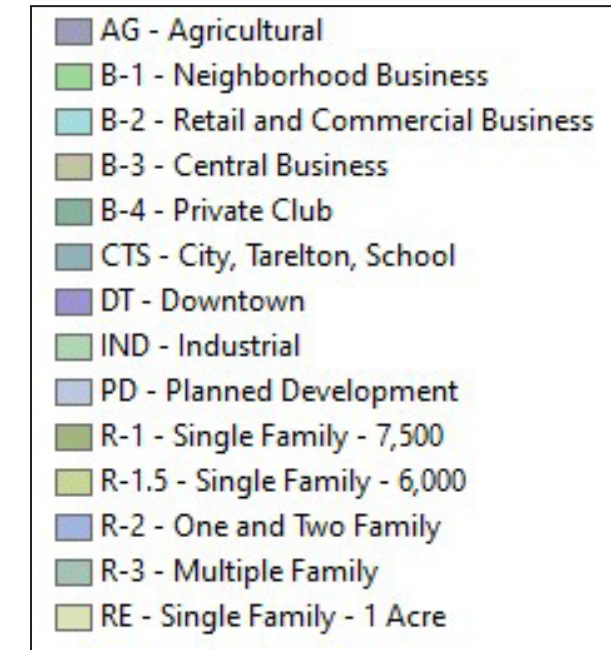 AG - Agricultural
B-1 - Neighborhood Business
B-2 - Retail and Commercial Business
B-3 - Central Business
B-4 - Private Club
CTS - City, Tarelton, School
DT - Downtown
IND - Industrial
PD - Planned Development
R-1 - Single Family - 7,500
R-1.5 - Single Family - 6,000
R-2 - One and Two Family
R-3 - Multiple Family
RE - Single Family - 1 Acre